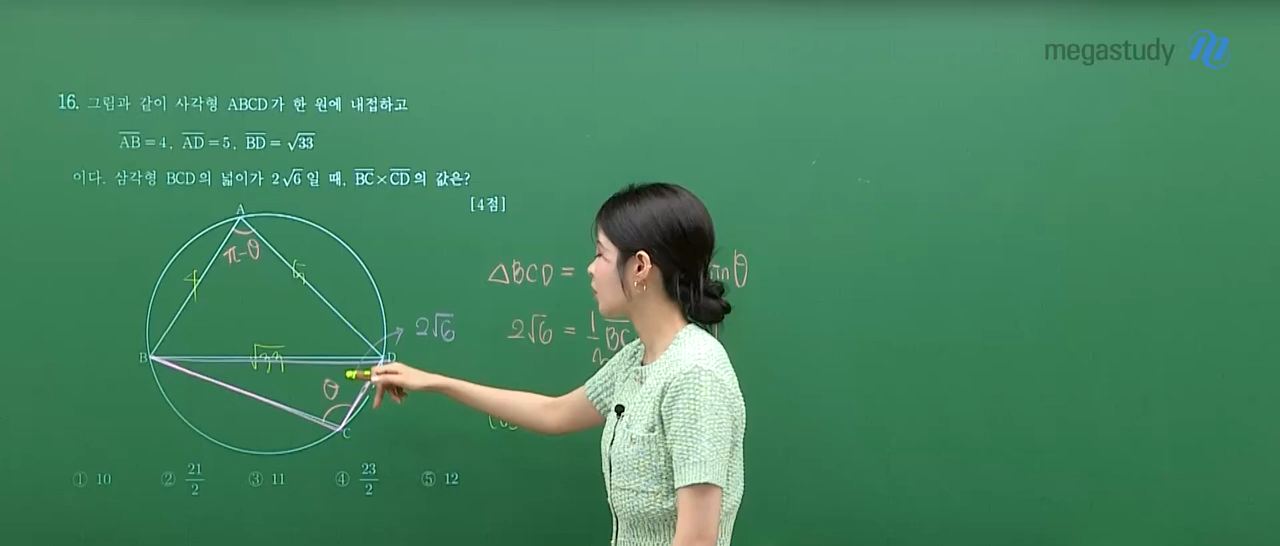 megastudy
16. 그림과 같이 사각형 ABCD가 한 원에 내접하고
AB=4, AD=5, BD=√33
이다. 삼각형 BCD의 넓이가 2√6일 때, BC×CD의 값은?
[4점]
A
π-θ
4
5
△BCD =
sinθ
2√6
2√6 = 1/2 BC
B
√33
D
θ
C
① 10 ② 21/2 ③ 11 ④ 23/2 ⑤ 12